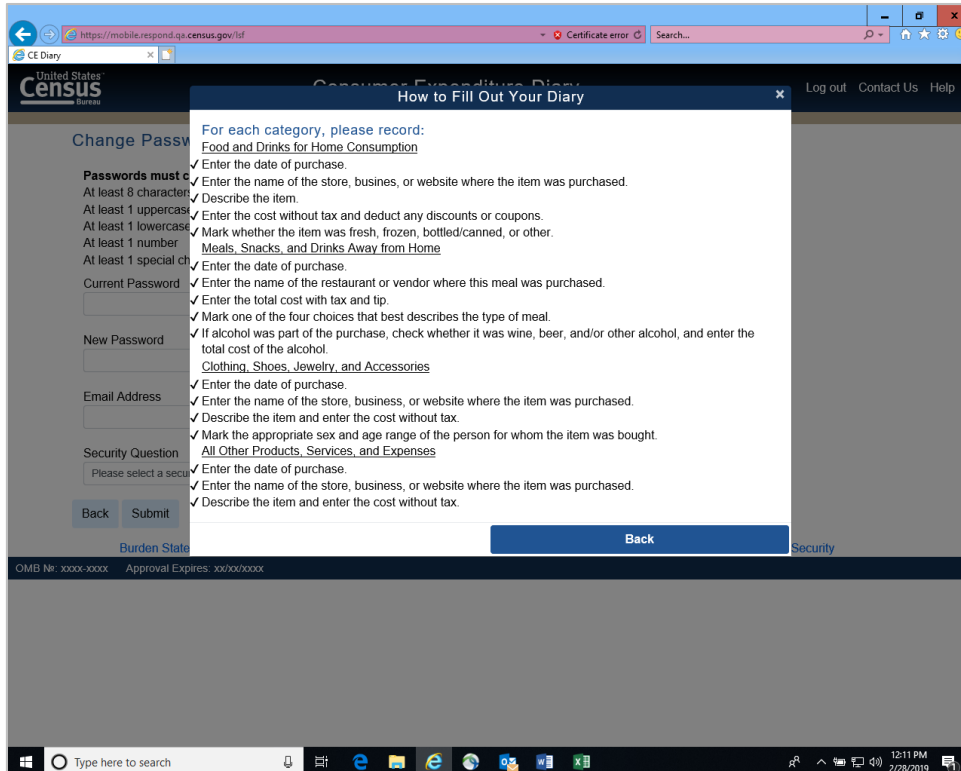 https://mobile.respond.qa.census.gov/lsf
Certificate error
Search...
CE Diary
United States
Census
Bureau
Consumer Expenditure Diary
Log out Contact Us Help
How to Fill Out Your Diary
×
Change Passw
Passwords must c
At least 8 character
At least 1 uppercase
At least 1 lowercase
At least 1 number
At least 1 special ch
Current Password
New Password
Email Address
Security Question
Please select a secu
Back Submit
Burden State
Security
For each category, please record:
Food and Drinks for Home Consumption
✓ Enter the date of purchase.
✓ Enter the name of the store, busines, or website where the item was purchased.
✓ Describe the item.
✓ Enter the cost without tax and deduct any discounts or coupons.
✓ Mark whether the item was fresh, frozen, bottled/canned, or other.
Meals, Snacks, and Drinks Away from Home
✓ Enter the date of purchase.
✓ Enter the name of the restaurant or vendor where this meal was purchased.
✓ Enter the total cost with tax and tip.
✓ Mark one of the four choices that best describes the type of meal.
✓ If alcohol was part of the purchase, check whether it was wine, beer, and/or other alcohol, and enter the
total cost of the alcohol.
Clothing, Shoes, Jewelry, and Accessories
✓ Enter the date of purchase.
✓ Enter the name of the store, business, or website where the item was purchased.
✓ Describe the item and enter the cost without tax.
✓ Mark the appropriate sex and age range of the person for whom the item was bought.
All Other Products, Services, and Expenses
✓ Enter the date of purchase.
✓ Enter the name of the store, business, or website where the item was purchased.
✓ Describe the item and enter the cost without tax.
Back
OMB №: xxxx-xxxx Approval Expires: xx/xx/xxxx
Type here to search
12:11 PM
2/28/2019